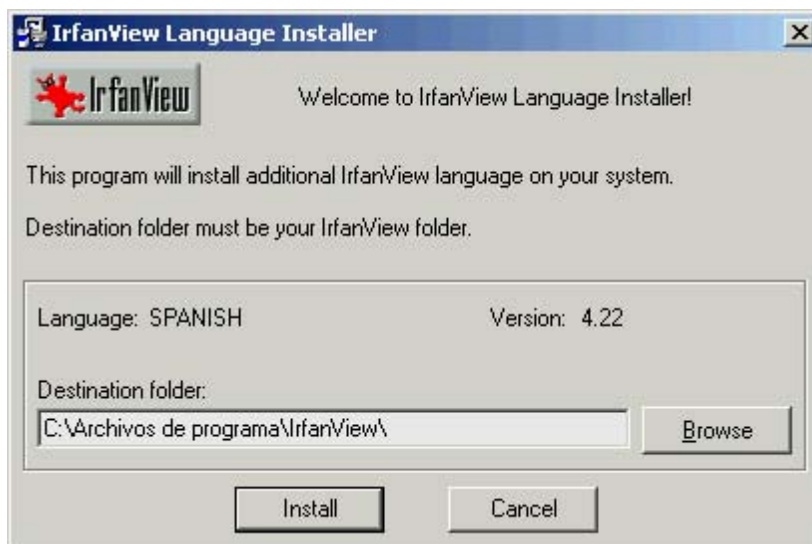 IrfanView Language Installer
IrfanView
Welcome to IrfanView Language Installer!
This program will install additional IrfanView language on your system.
Destination folder must be your IrfanView folder.
Language: SPANISH
Version: 4.22
Destination folder:
C:\Archivos de programa\IrfanView\
Browse
Install
Cancel